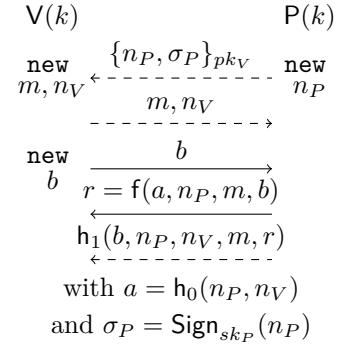 V(k) P(k)
new {n_P, σ_P}_{pk_V} new
m, n_V n_P
m, n_V
new b
b r = f(a, n_P, m, b)
h_1(b, n_P, n_V, m, r)
with a = h_0(n_P, n_V)
and σ_P = Sign_{sk_P}(n_P)